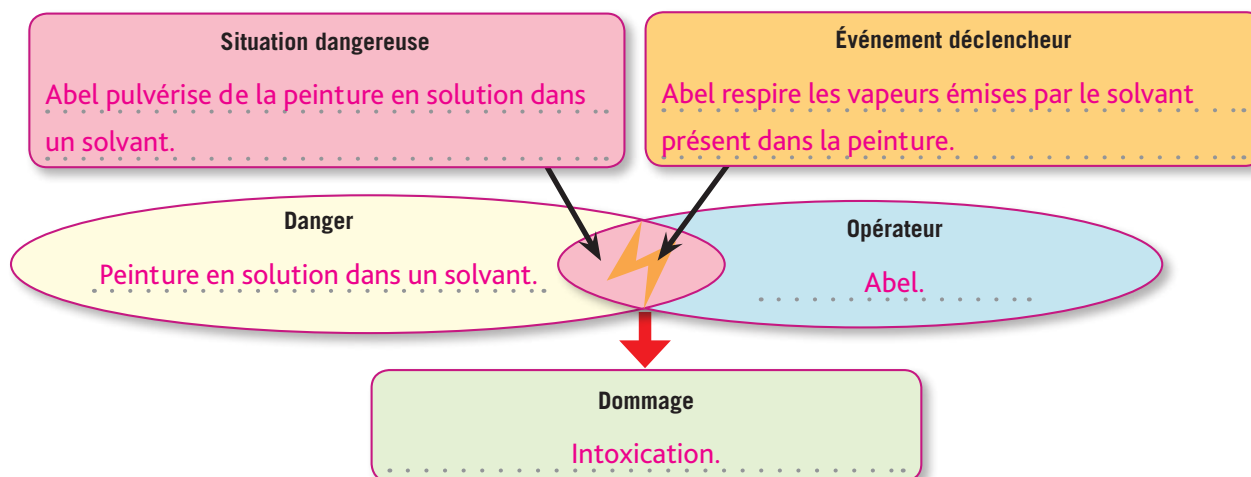 Situation dangereuse
Abel pulvérise de la peinture en solution dans
un solvant.
Événement déclencheur
Abel respire les vapeurs émises par le solvant
présent dans la peinture.
Danger
Peinture en solution dans un solvant.
Opérateur
Abel.
Dommage
Intoxication.